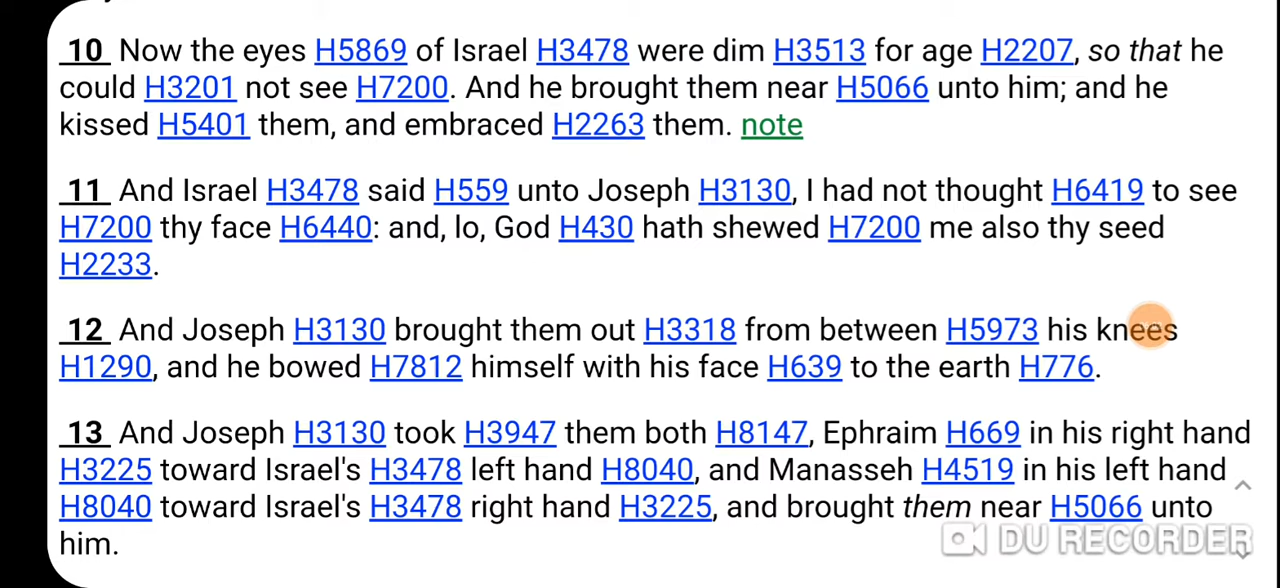 10 Now the eyes H5869 of Israel H3478 were dim H3513 for age H2207, so that he
could H3201 not see H7200. And he brought them near H5066 unto him; and he
kissed H5401 them, and embraced H2263 them. note
11 And Israel H3478 said H559 unto Joseph H3130, I had not thought H6419 to see
H7200 thy face H6440: and, lo, God H430 hath shewed H7200 me also thy seed
H2233.
12 And Joseph H3130 brought them out H3318 from between H5973 his knees
H1290, and he bowed H7812 himself with his face H639 to the earth H776.
13 And Joseph H3130 took H3947 them both H8147, Ephraim H669 in his right hand
H3225 toward Israel's H3478 left hand H8040, and Manasseh H4519 in his left hand
H8040 toward Israel's H3478 right hand H3225, and brought them near H5066 unto
him.
DU RECORDER